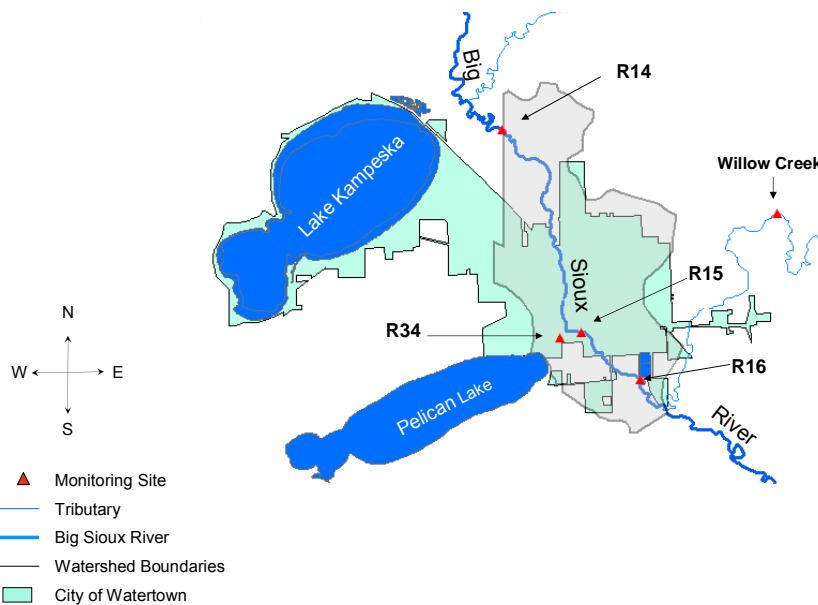 Big
R14
Willow Creek
Lake Kampeska
Sioux
R15
R34
N
W
E
S
R16
Pelican Lake
River
Monitoring Site
Tributary
Big Sioux River
Watershed Boundaries
City of Watertown